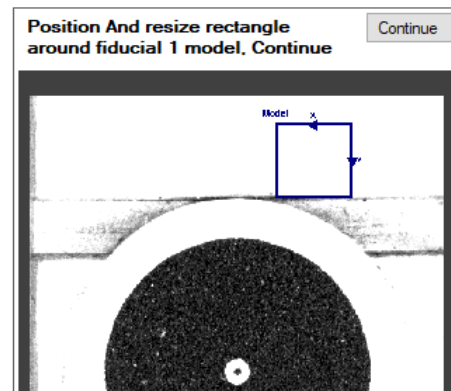 Position And resize rectangle Continue
around fiducial 1 model, Continue
Model X
Y